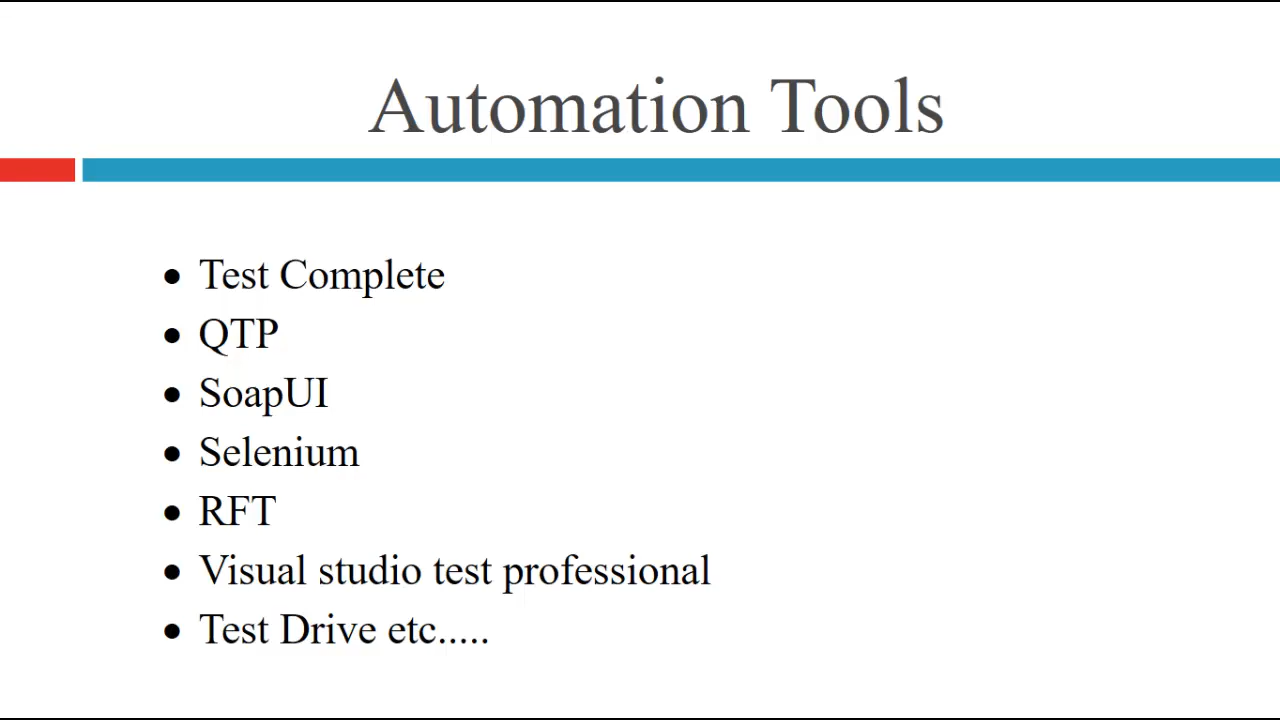 Automation Tools
• Test Complete
• QTP
• SoapUI
• Selenium
• RFT
• Visual studio test professional
• Test Drive etc.....